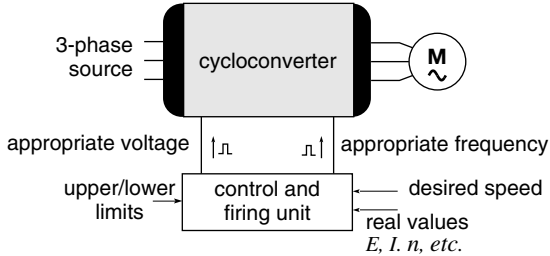 3-phase
source
cycloconverter
M
appropriate voltage
appropriate frequency
upper/lower
limits
control and
firing unit
desired speed
real values
E, I. n, etc.